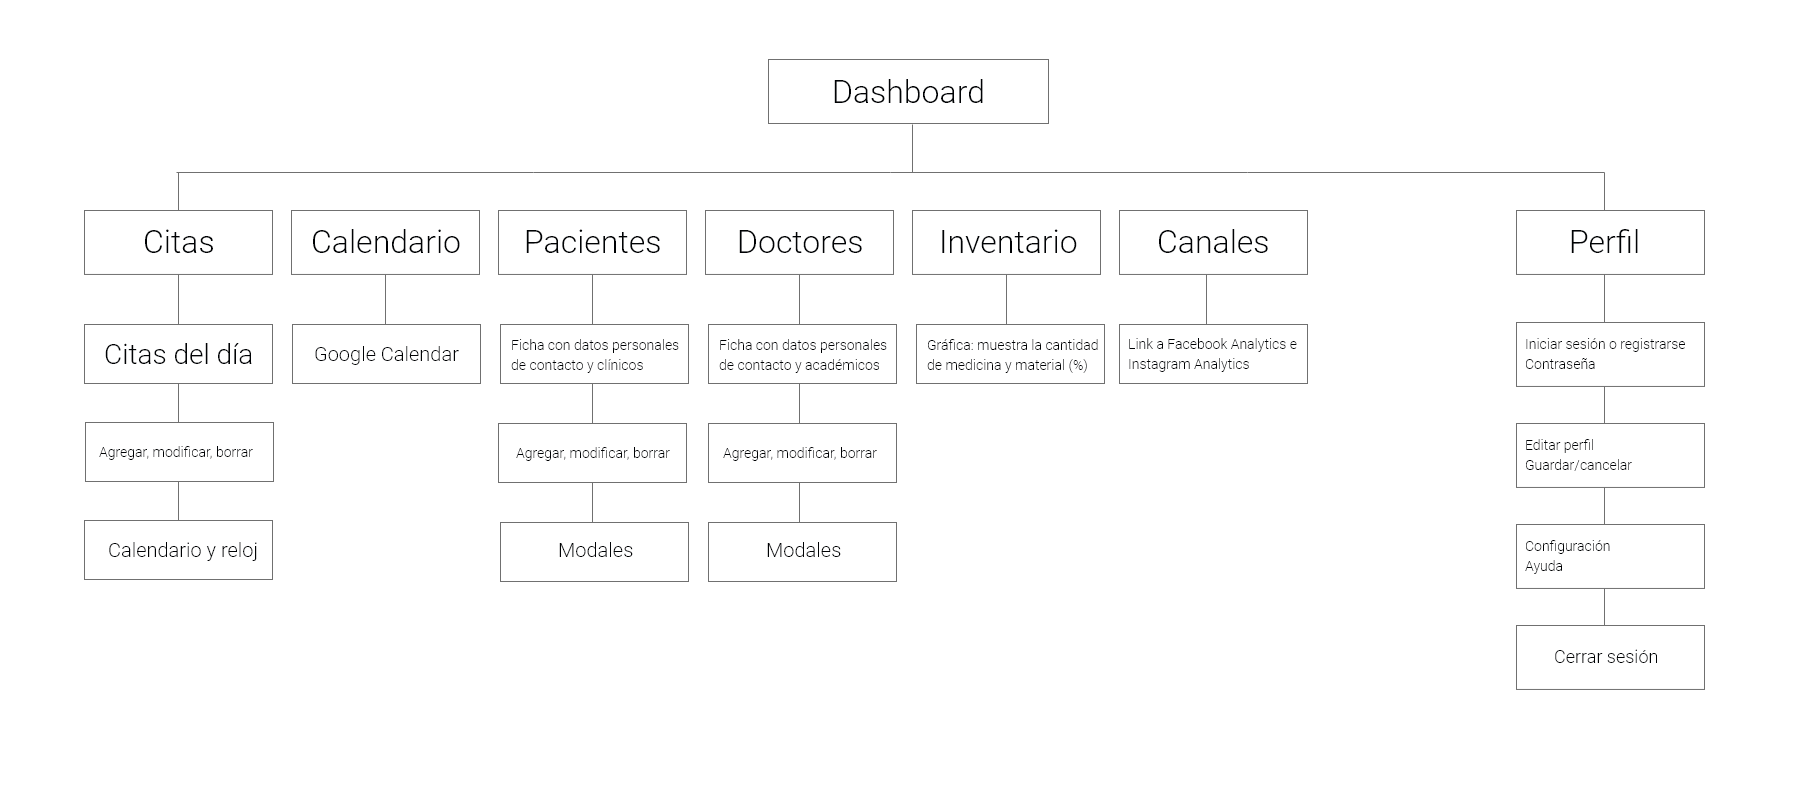 Dashboard
Citas
Calendario
Pacientes
Doctores
Inventario
Canales
Perfil
Citas del día
Google Calendar
Ficha con datos personales
de contacto y clínicos
Ficha con datos personales
de contacto y académicos
Gráfica: muestra la cantidad
de medicina y material (%)
Link a Facebook Analytics e
Instagram Analytics
Iniciar sesión o registrarse
Contraseña
Agregar, modificar, borrar
Agregar, modificar, borrar
Agregar, modificar, borrar
Editar perfil
Guardar/cancelar
Calendario y reloj
Modales
Modales
Configuración
Ayuda
Cerrar sesión